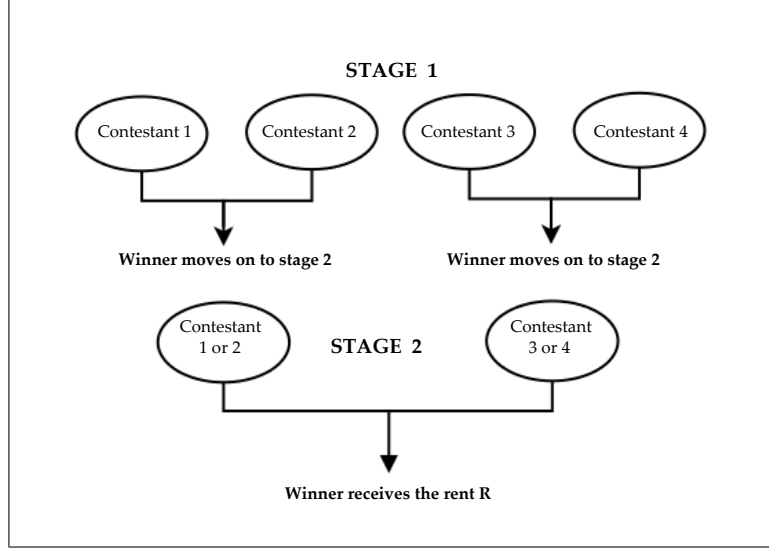 STAGE 1
Contestant 1
Contestant 2
Contestant 3
Contestant 4
Winner moves on to stage 2
Winner moves on to stage 2
Contestant
1 or 2
STAGE 2
Contestant
3 or 4
Winner receives the rent R